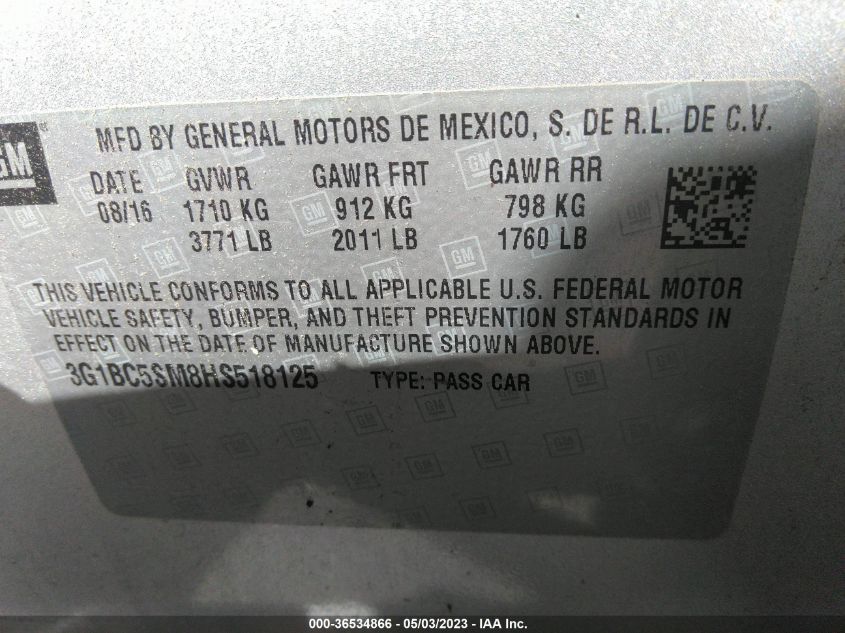 GM
MFD BY GENERAL MOTORS DE MEXICO, S. DE R.L. DE C.V.
DATE GVWR GAWR FRT GAWR RR
08/16 1710 KG 912 KG 798 KG
3771 LB 2011 LB 1760 LB
THIS VEHICLE CONFORMS TO ALL APPLICABLE U.S. FEDERAL MOTOR
VEHICLE SAFETY, BUMPER, AND THEFT PREVENTION STANDARDS IN
EFFECT ON THE DATE OF MANUFACTURE SHOWN ABOVE.
3G1BC5SM8HS518125 TYPE: PASS CAR
000-36534866 - 05/03/2023 - IAA Inc.